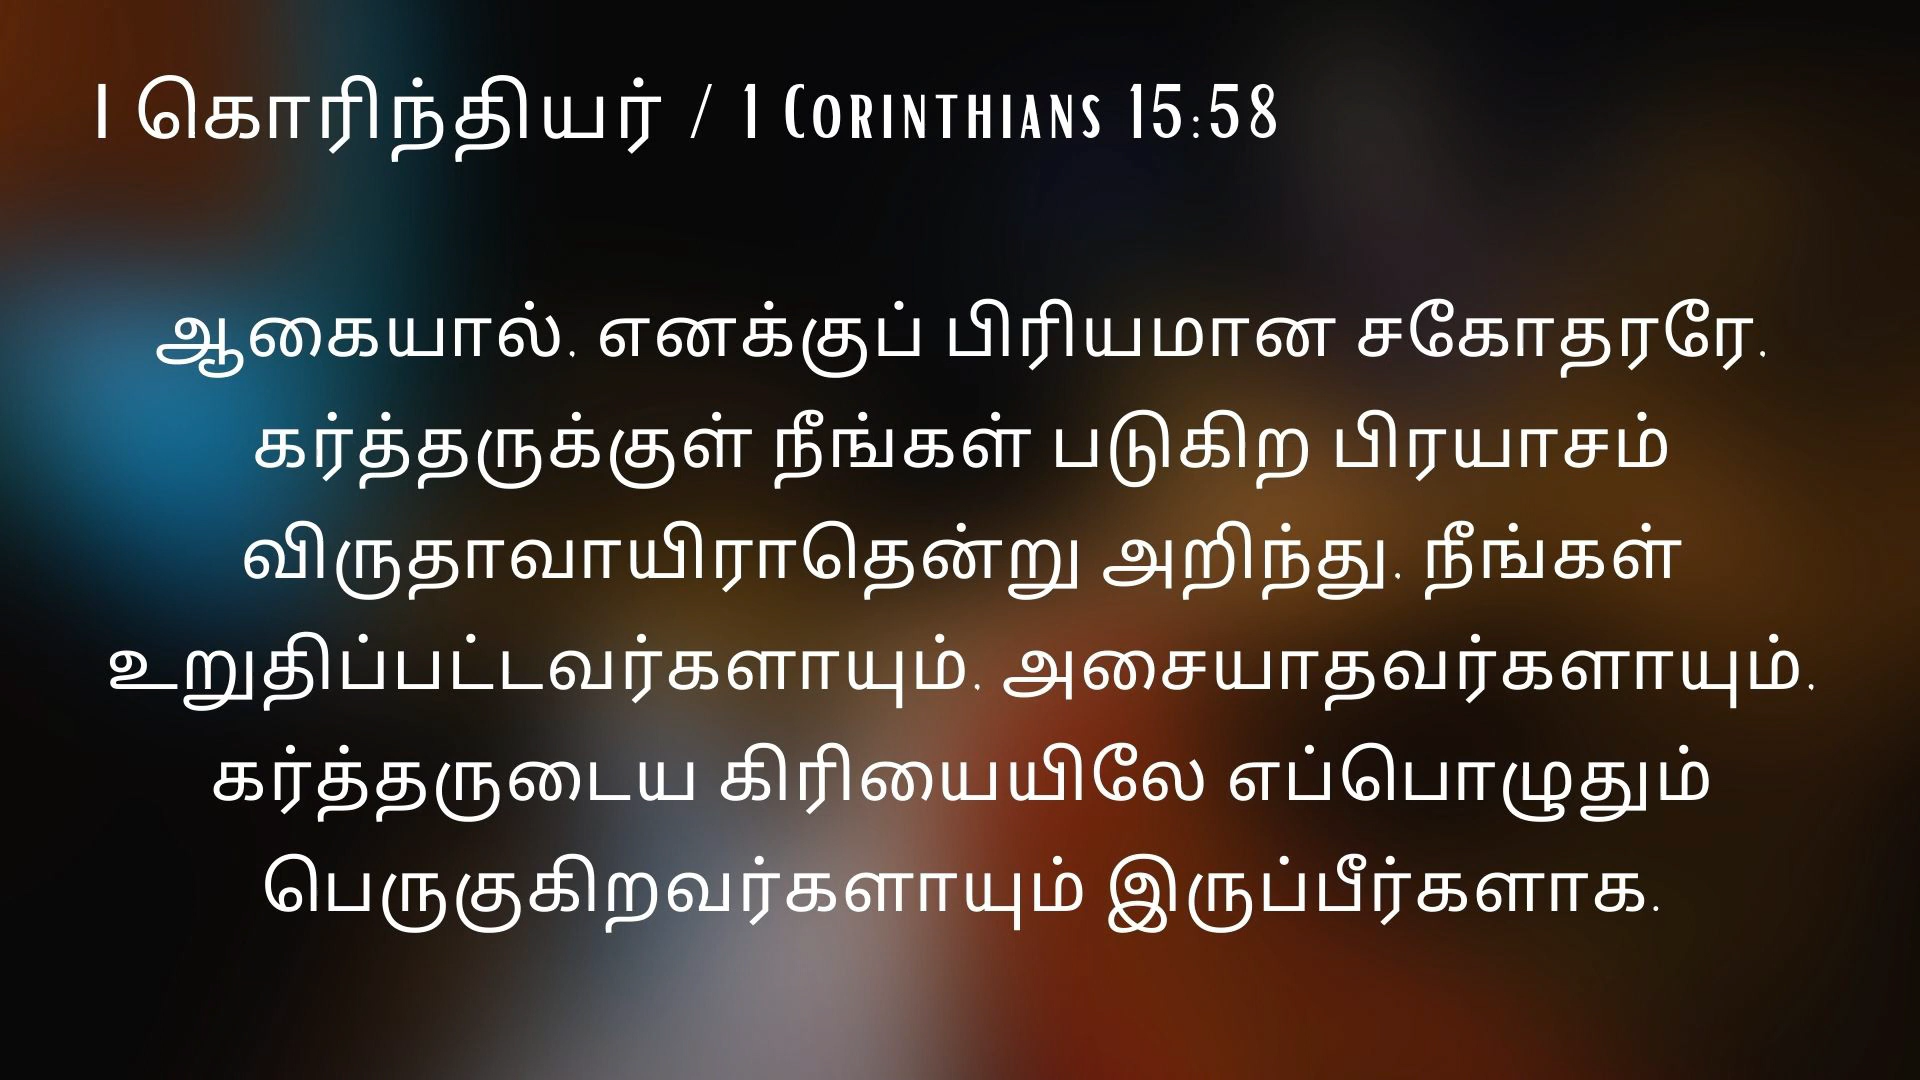 I கொரிந்தியர் / 1 Corinthians 15:58
ஆகையால், எனக்குப் பிரியமான சகோதரரே,
கர்த்தருக்குள் நீங்கள் படுகிற பிரயாசம்
விருதாவாயிராதென்று அறிந்து, நீங்கள்
உறுதிப்பட்டவர்களாயும், அசையாதவர்களாயும்,
கர்த்தருடைய கிரியையிலே எப்பொழுதும்
பெருகுகிறவர்களாயும் இருப்பீர்களாக.